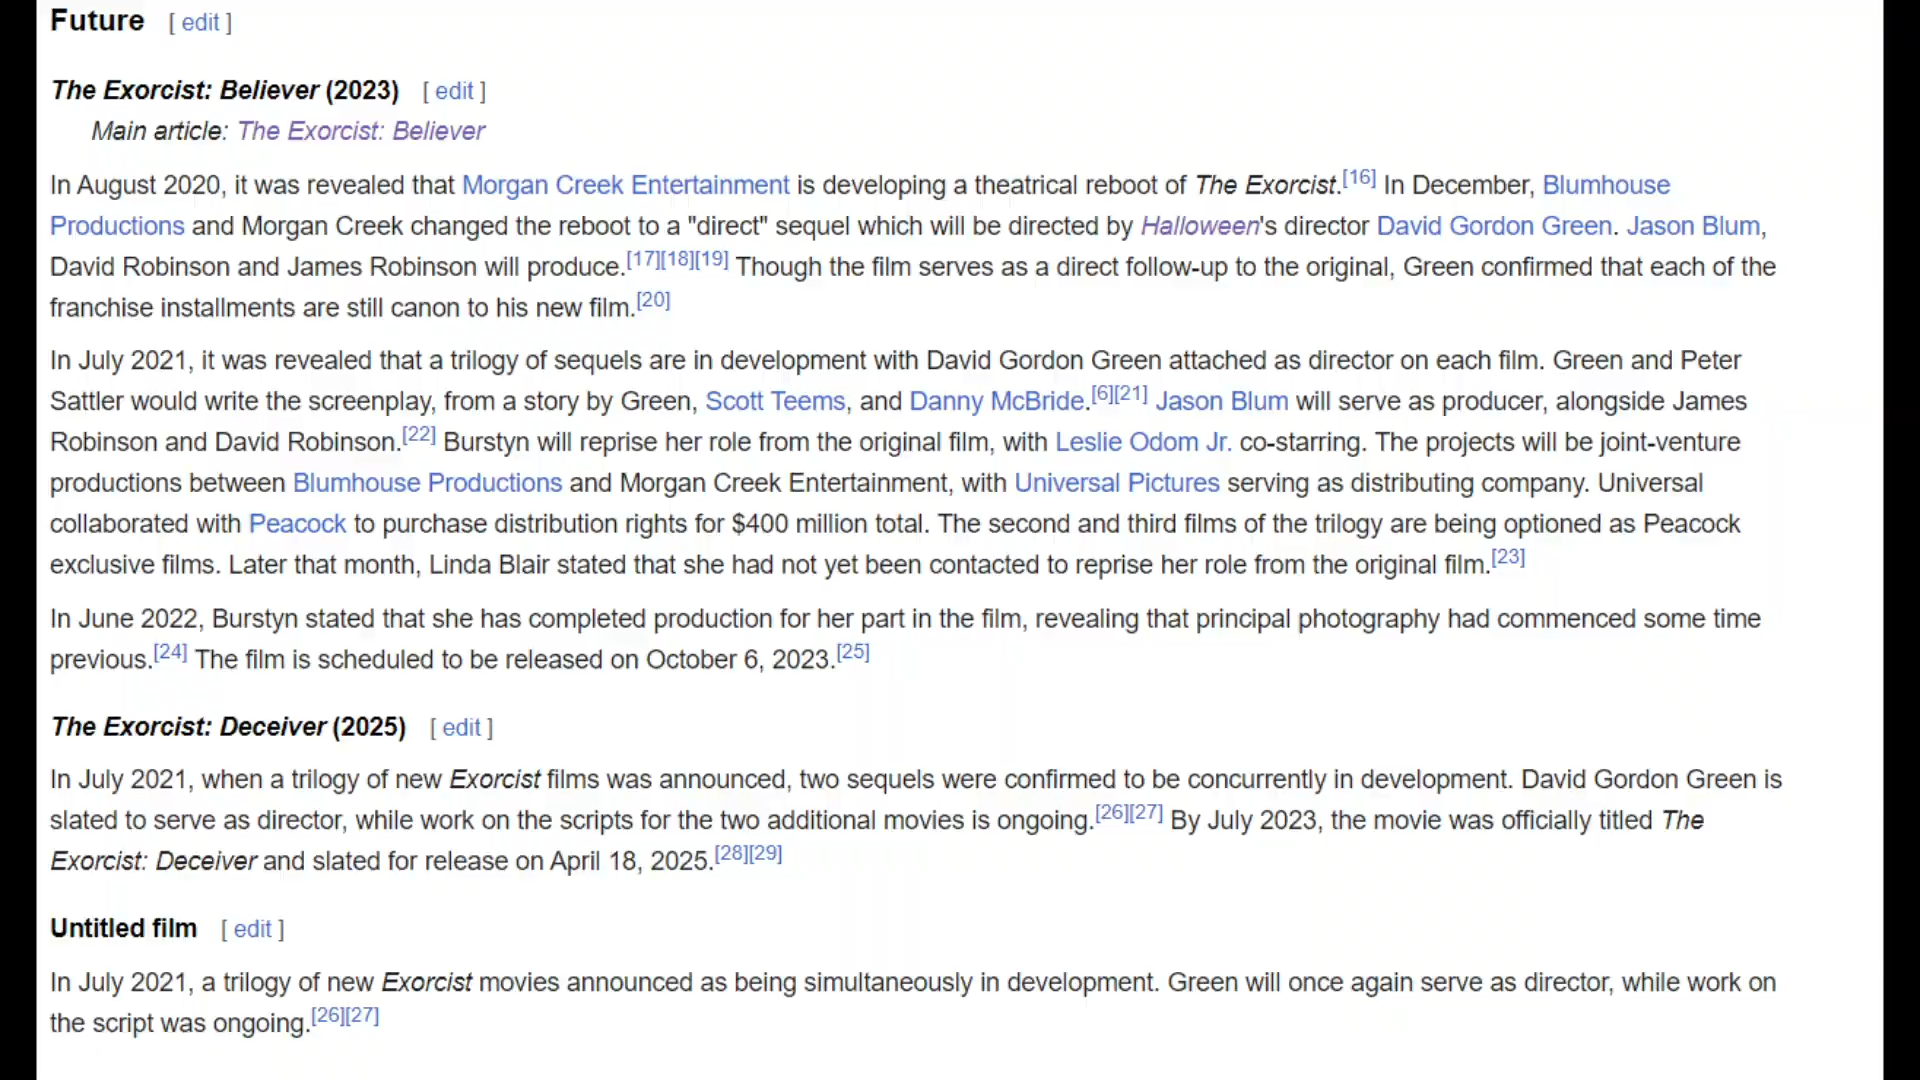 Future [ edit ]
The Exorcist: Believer (2023) [ edit ]
Main article: The Exorcist: Believer
In August 2020, it was revealed that Morgan Creek Entertainment is developing a theatrical reboot of The Exorcist.[16] In December, Blumhouse
Productions and Morgan Creek changed the reboot to a "direct" sequel which will be directed by Halloween's director David Gordon Green. Jason Blum,
David Robinson and James Robinson will produce.[17][18][19] Though the film serves as a direct follow-up to the original, Green confirmed that each of the
franchise installments are still canon to his new film.[20]
In July 2021, it was revealed that a trilogy of sequels are in development with David Gordon Green attached as director on each film. Green and Peter
Sattler would write the screenplay, from a story by Green, Scott Teems, and Danny McBride.[6][21] Jason Blum will serve as producer, alongside James
Robinson and David Robinson.[22] Burstyn will reprise her role from the original film, with Leslie Odom Jr. co-starring. The projects will be joint-venture
productions between Blumhouse Productions and Morgan Creek Entertainment, with Universal Pictures serving as distributing company. Universal
collaborated with Peacock to purchase distribution rights for $400 million total. The second and third films of the trilogy are being optioned as Peacock
exclusive films. Later that month, Linda Blair stated that she had not yet been contacted to reprise her role from the original film.[23]
In June 2022, Burstyn stated that she has completed production for her part in the film, revealing that principal photography had commenced some time
previous.[24] The film is scheduled to be released on October 6, 2023.[25]
The Exorcist: Deceiver (2025) [ edit ]
In July 2021, when a trilogy of new Exorcist films was announced, two sequels were confirmed to be concurrently in development. David Gordon Green is
slated to serve as director, while work on the scripts for the two additional movies is ongoing.[26][27] By July 2023, the movie was officially titled The
Exorcist: Deceiver and slated for release on April 18, 2025.[28][29]
Untitled film [ edit ]
In July 2021, a trilogy of new Exorcist movies announced as being simultaneously in development. Green will once again serve as director, while work on
the script was ongoing.[26][27]